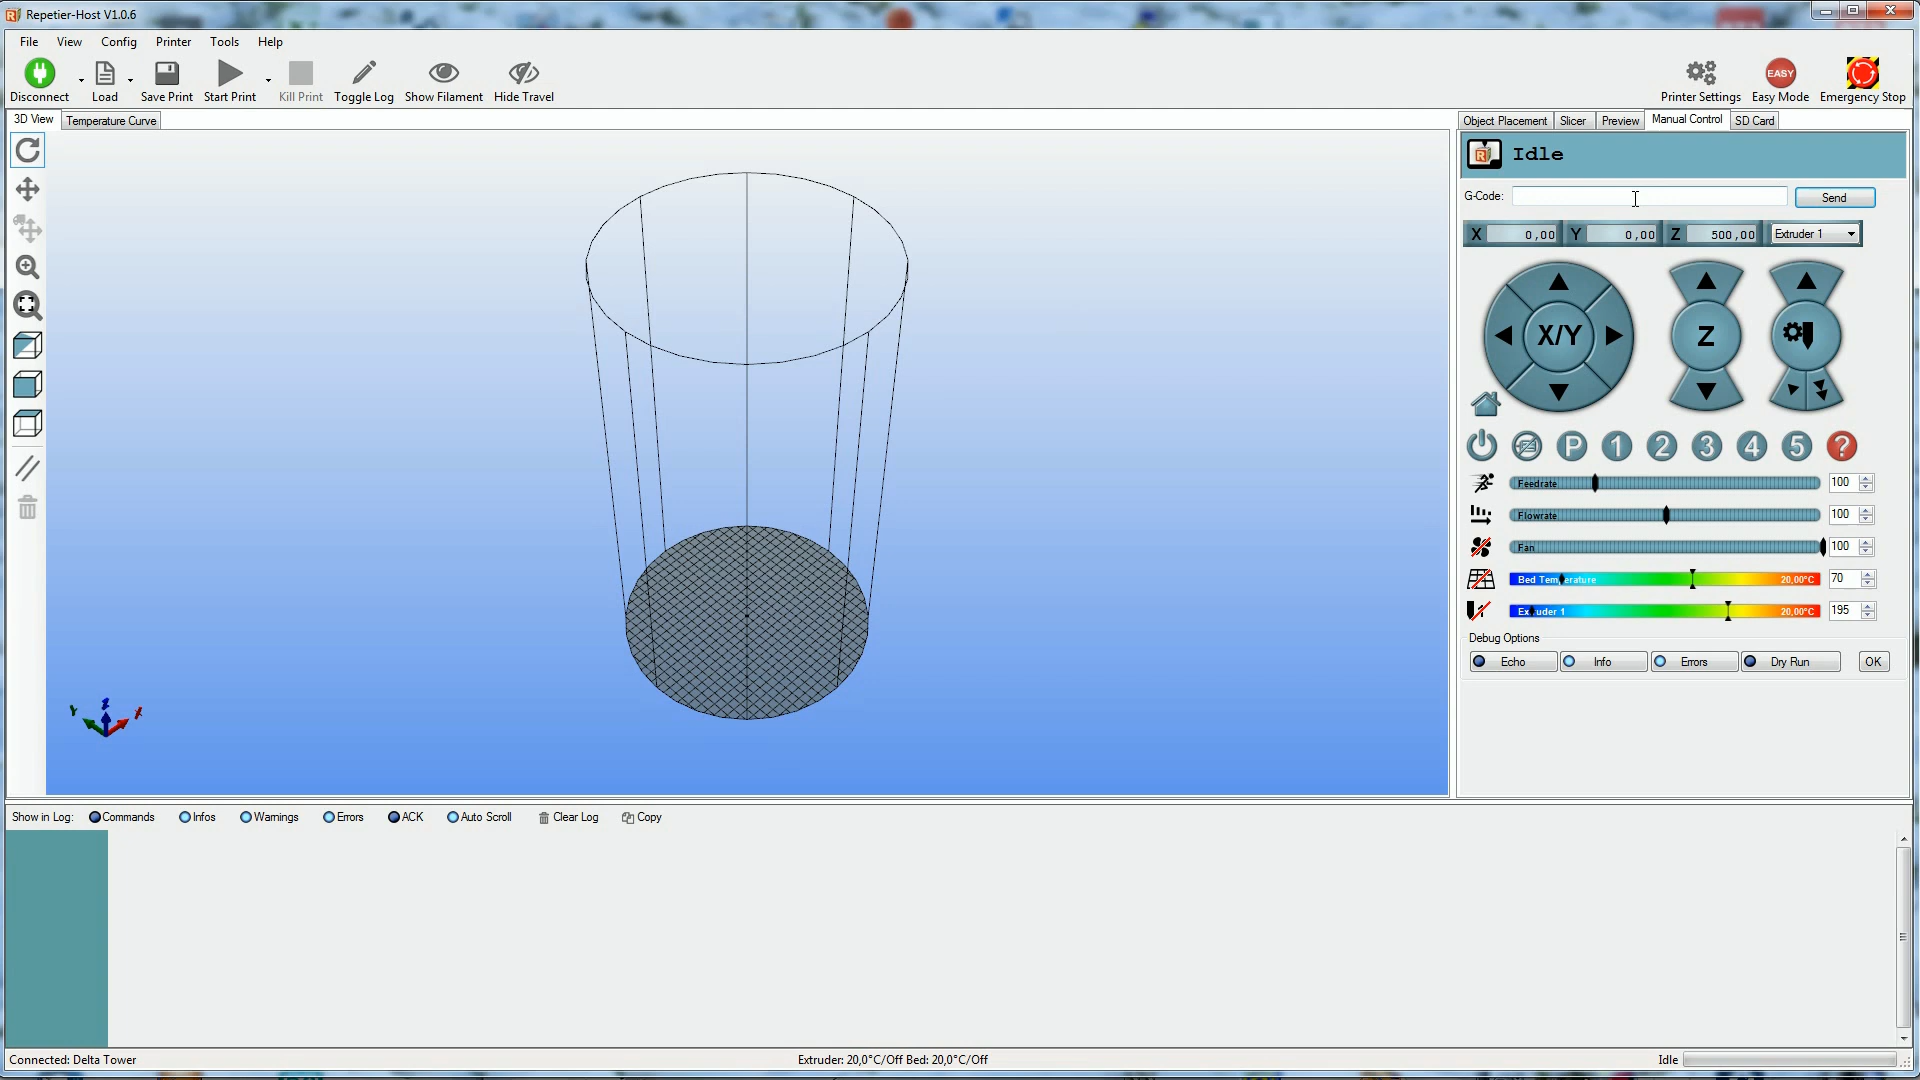 Repetier-Host V1.0.6
File View Config Printer Tools Help
Disconnect Load Save Print Start Print Kill Print Toggle Log Show Filament Hide Travel Printer Settings Easy Mode Emergency Stop
EASY
3D View Temperature Curve
Object Placement Slicer Preview Manual Control SD Card
Idle
G-Code: Send
X 0,00 Y 0,00 Z 500,00 Extruder 1
X/Y Z
P 1 2 3 4 5 ?
Feedrate 100
Flowrate 100
Fan 100
Bed Temperature 20,00°C 70
Extruder 1 20,00°C 195
Debug Options
Echo Info Errors Dry Run OK
Y Z X
Show in Log: Commands Infos Warnings Errors ACK Auto Scroll Clear Log Copy
Connected: Delta Tower Extruder: 20,0°C/Off Bed: 20,0°C/Off Idle